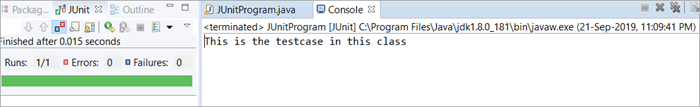 Packag JUnit Outline
Finished after 0.015 seconds
Runs: 1/1 Errors: 0 Failures: 0
JUnitProgram.java Console
<terminated> JUnitProgram [JUnit] C:\Program Files\Java\jdk1.8.0_181\bin\javaw.exe (21-Sep-2019, 11:09:41 PM)
This is the testcase in this class